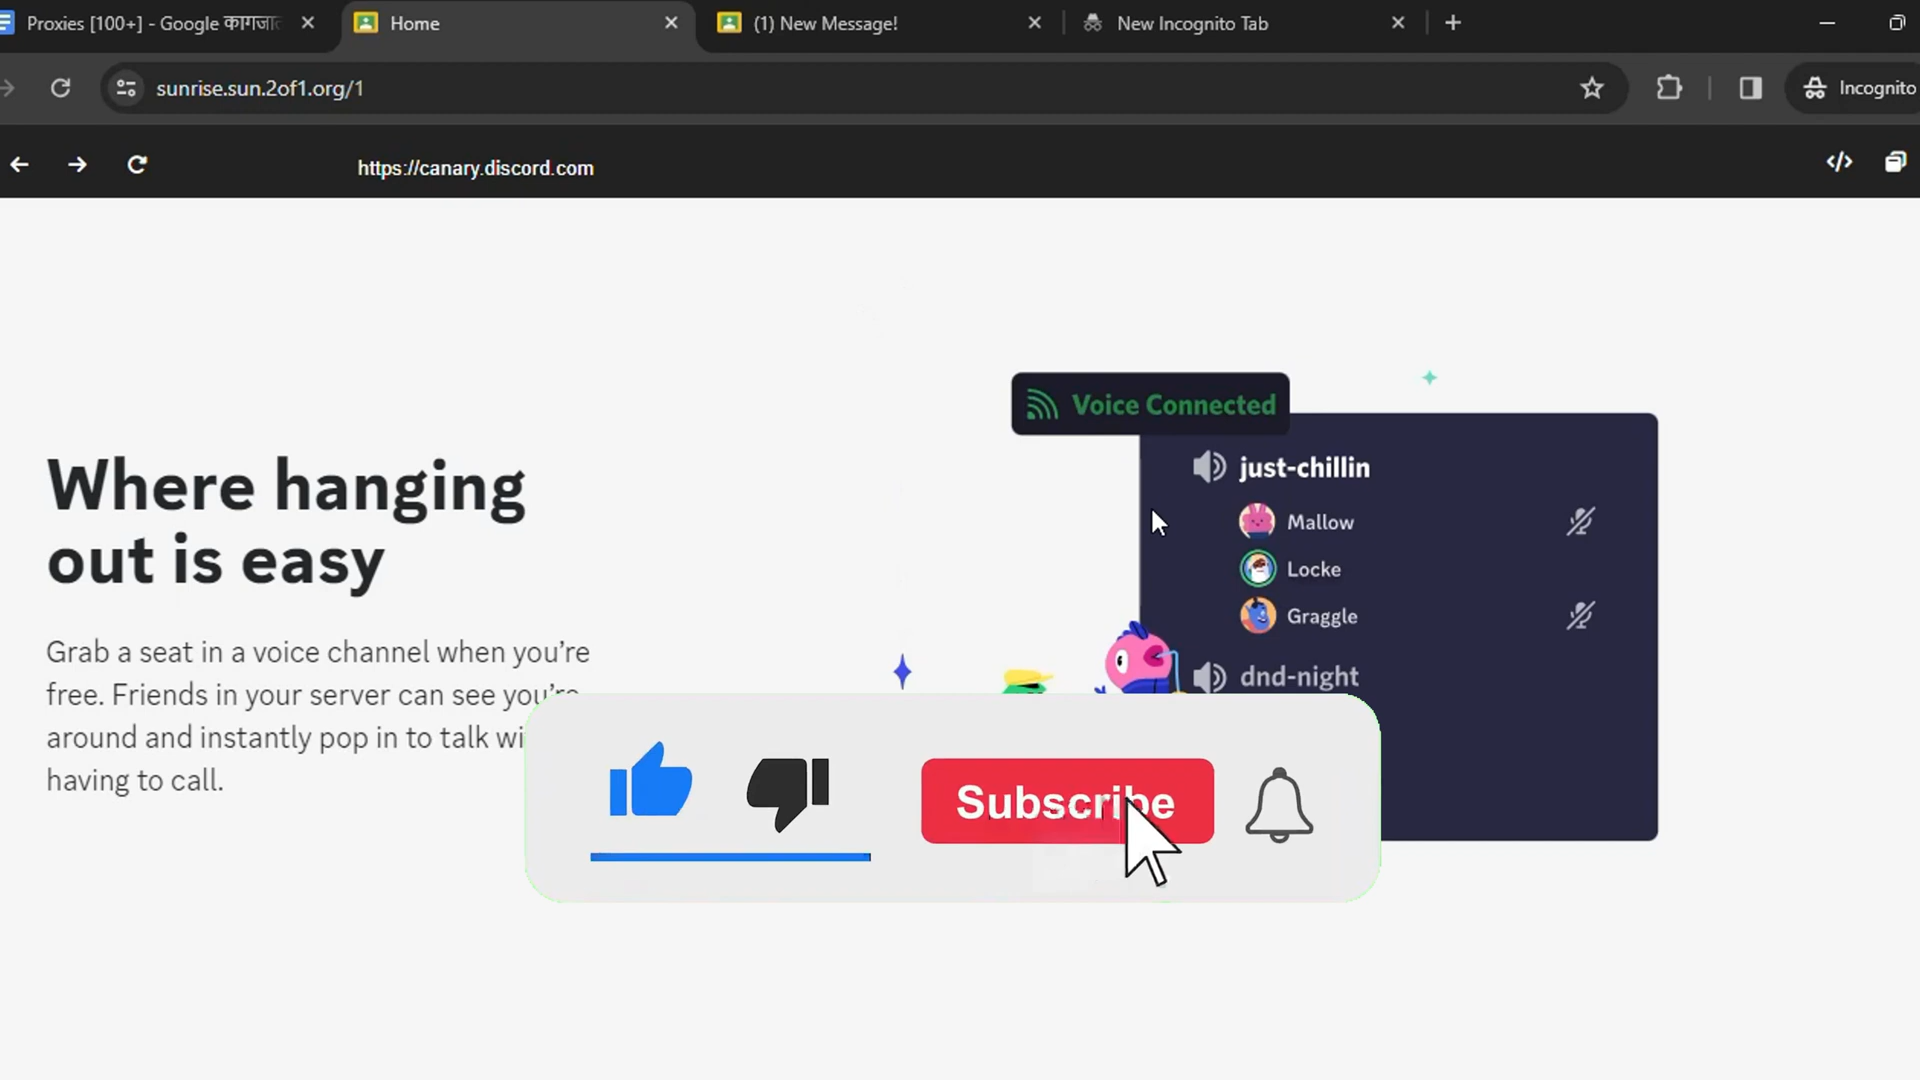 Proxies [100+] - Google कागजात
Home
(1) New Message!
New Incognito Tab
sunrise.sun.2of1.org/1
Incognito
https://canary.discord.com
</>
Voice Connected
just-chillin
Mallow
Locke
Graggle
dnd-night
Where hanging
out is easy
Grab a seat in a voice channel when you're
free. Friends in your server can see you're
around and instantly pop in to talk wi
having to call.
Subscribe